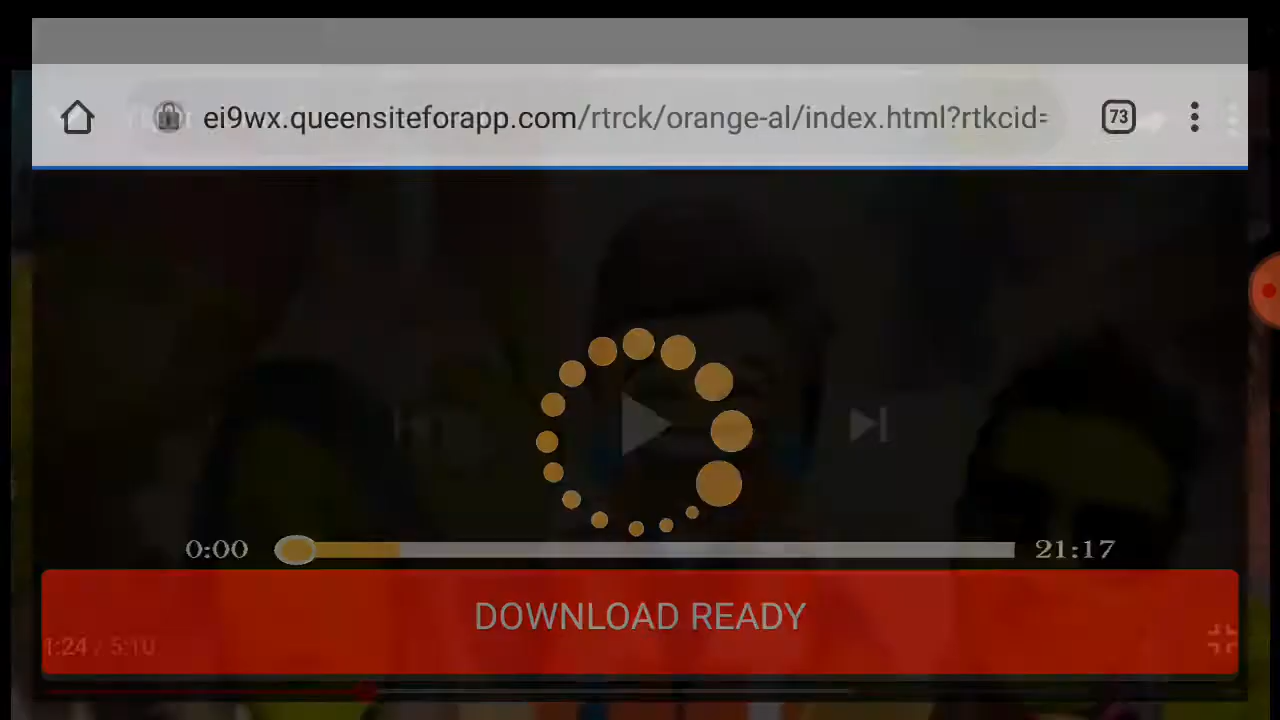 ei9wx.queensiteforapp.com/rtrck/orange-al/index.html?rtkcid=
73
0:00
21:17
DOWNLOAD READY
1:24 / 5:10